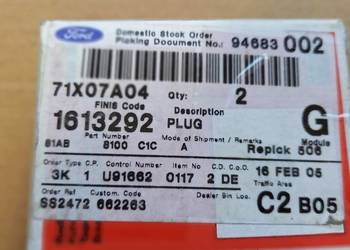 Ford
Domestic Stock Order
Picking Document No.: 94683 002
71X07A04 Qty: 2
FINIS Code Description
1613292 PLUG G
Part Number Mode of Shipment / Remarks Module
81AB 8100 C1C A Repick 506
Order Type C.P. Control Number Item No C.D. C.o.O. 16 FEB 05
3K 1 U91662 0117 2 DE Traffic Area
Order Ref Custom. Code Dealer Bin Loc.
SS2472 662263 C2 B05